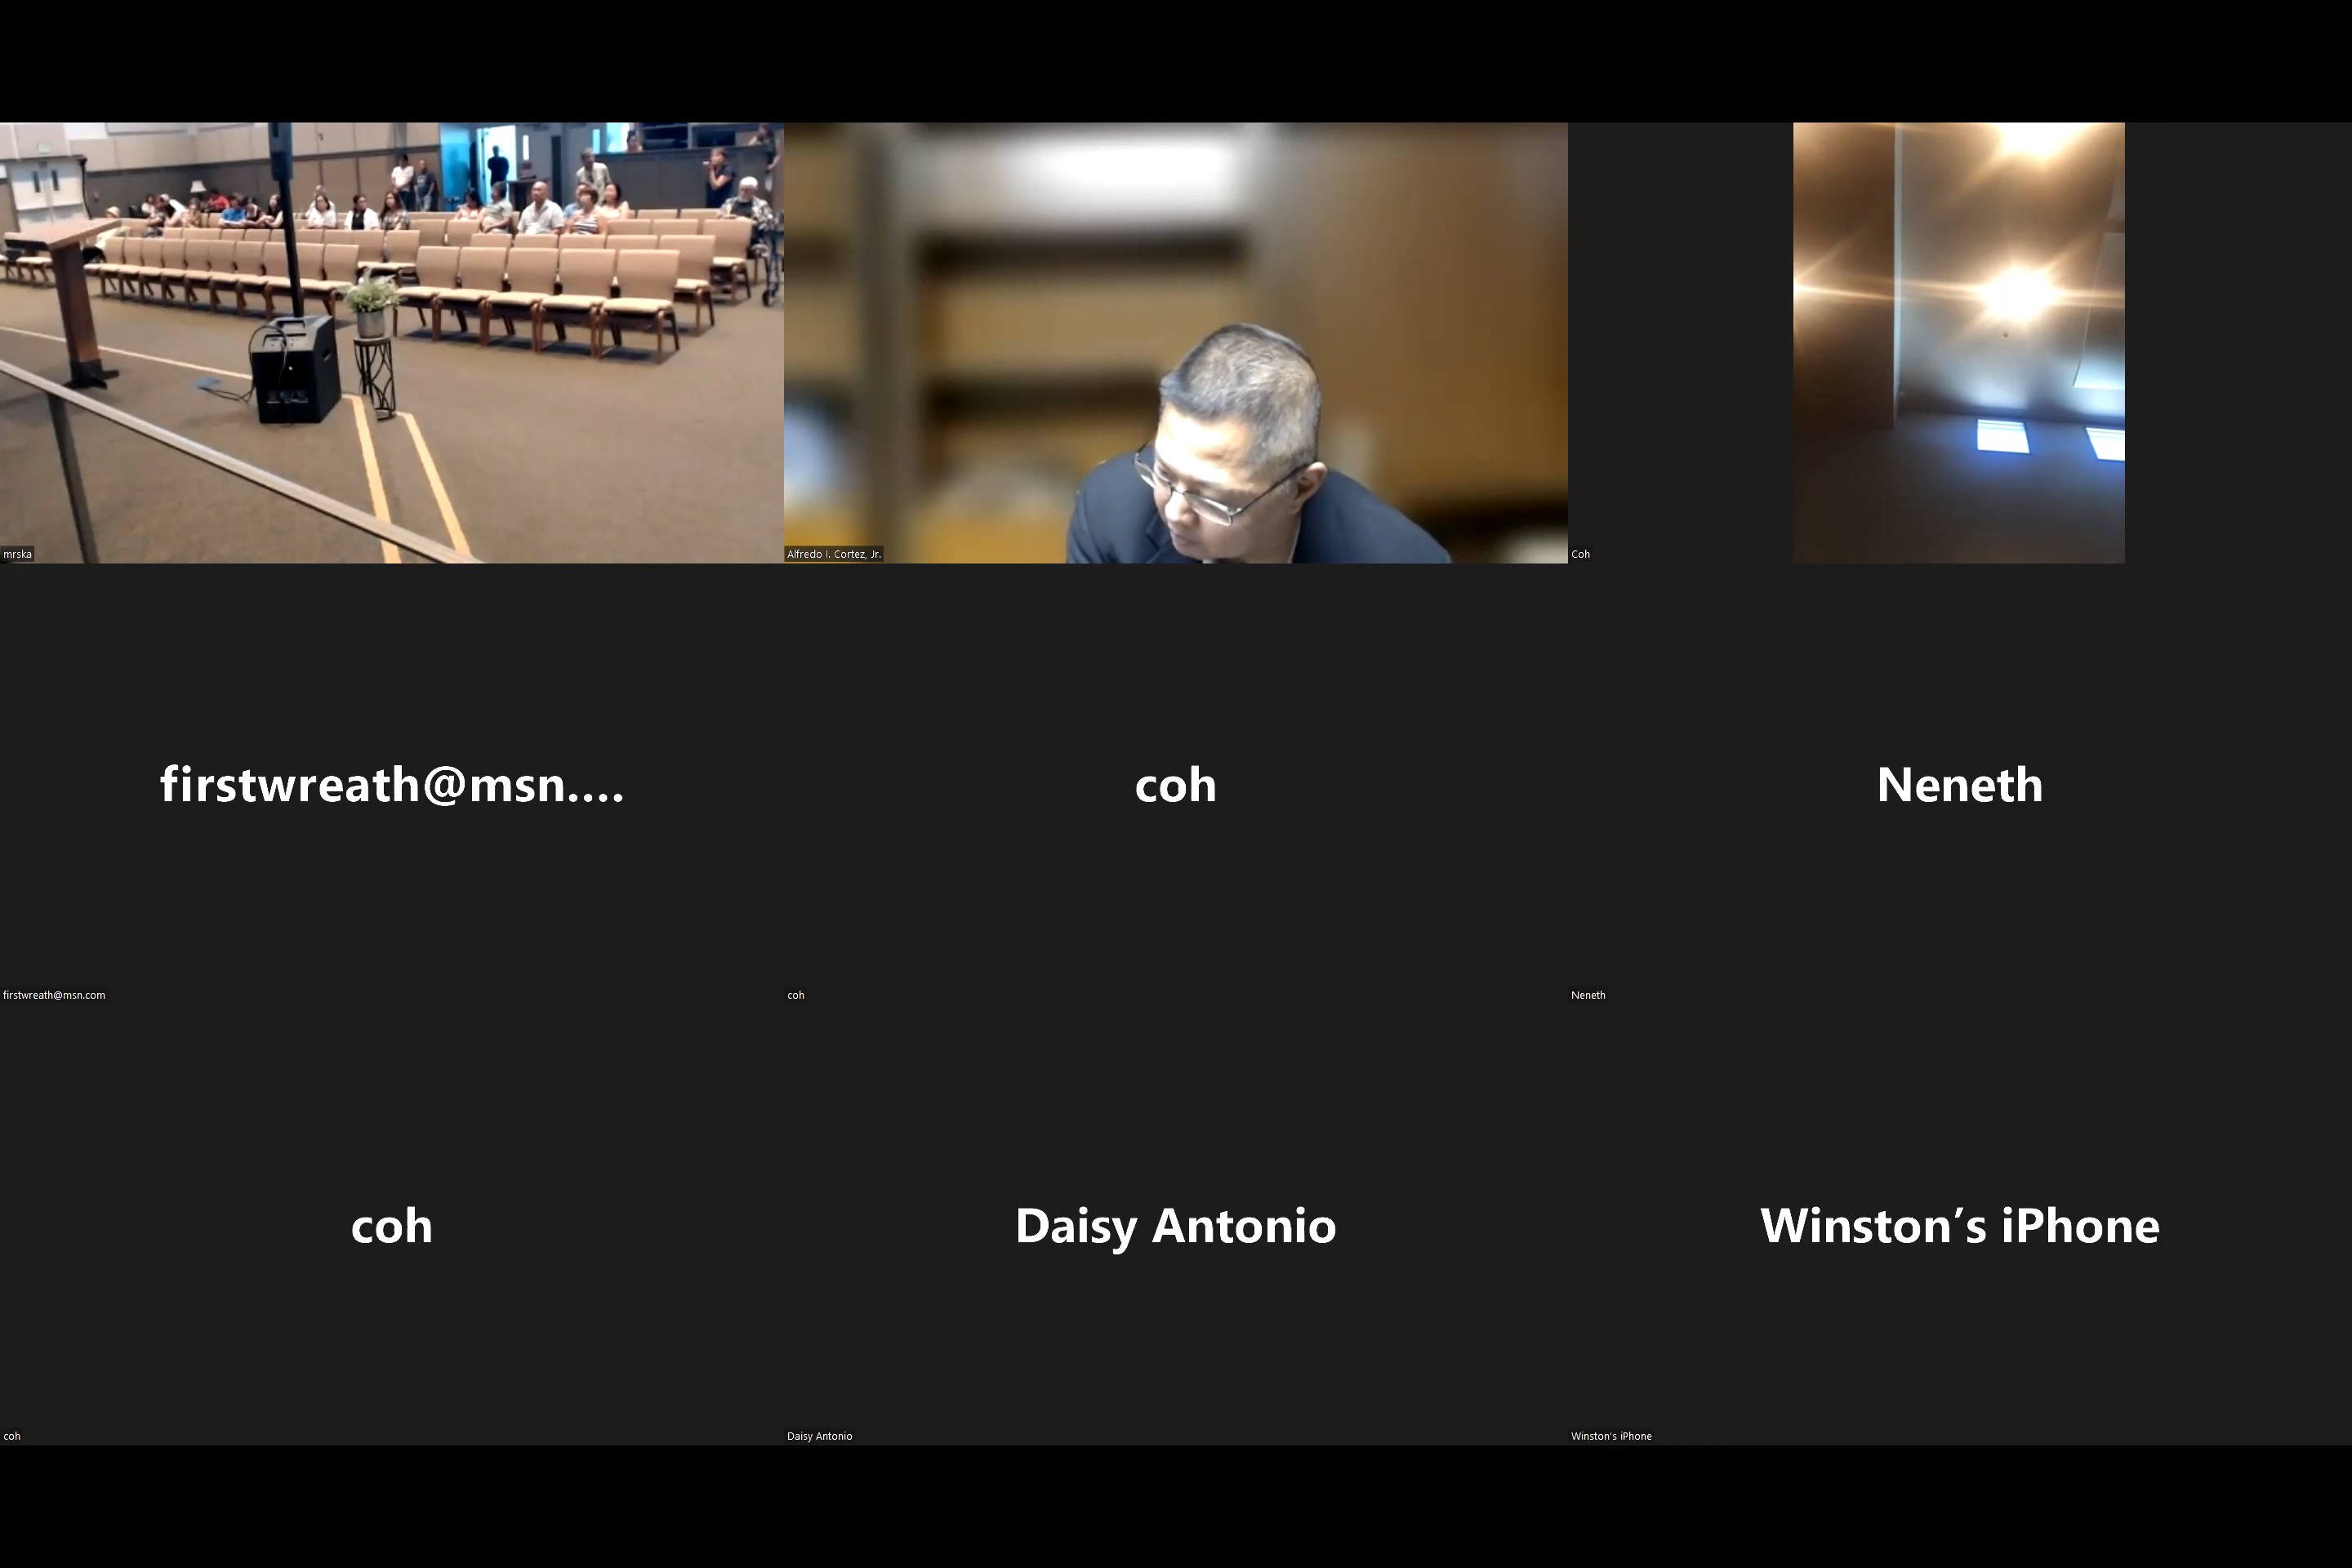 mrska
Alfredo I. Cortez, Jr.
Coh
firstwreath@msn....
coh
Neneth
firstwreath@msn.com
coh
Neneth
coh
Daisy Antonio
Winston’s iPhone
coh
Daisy Antonio
Winston's iPhone